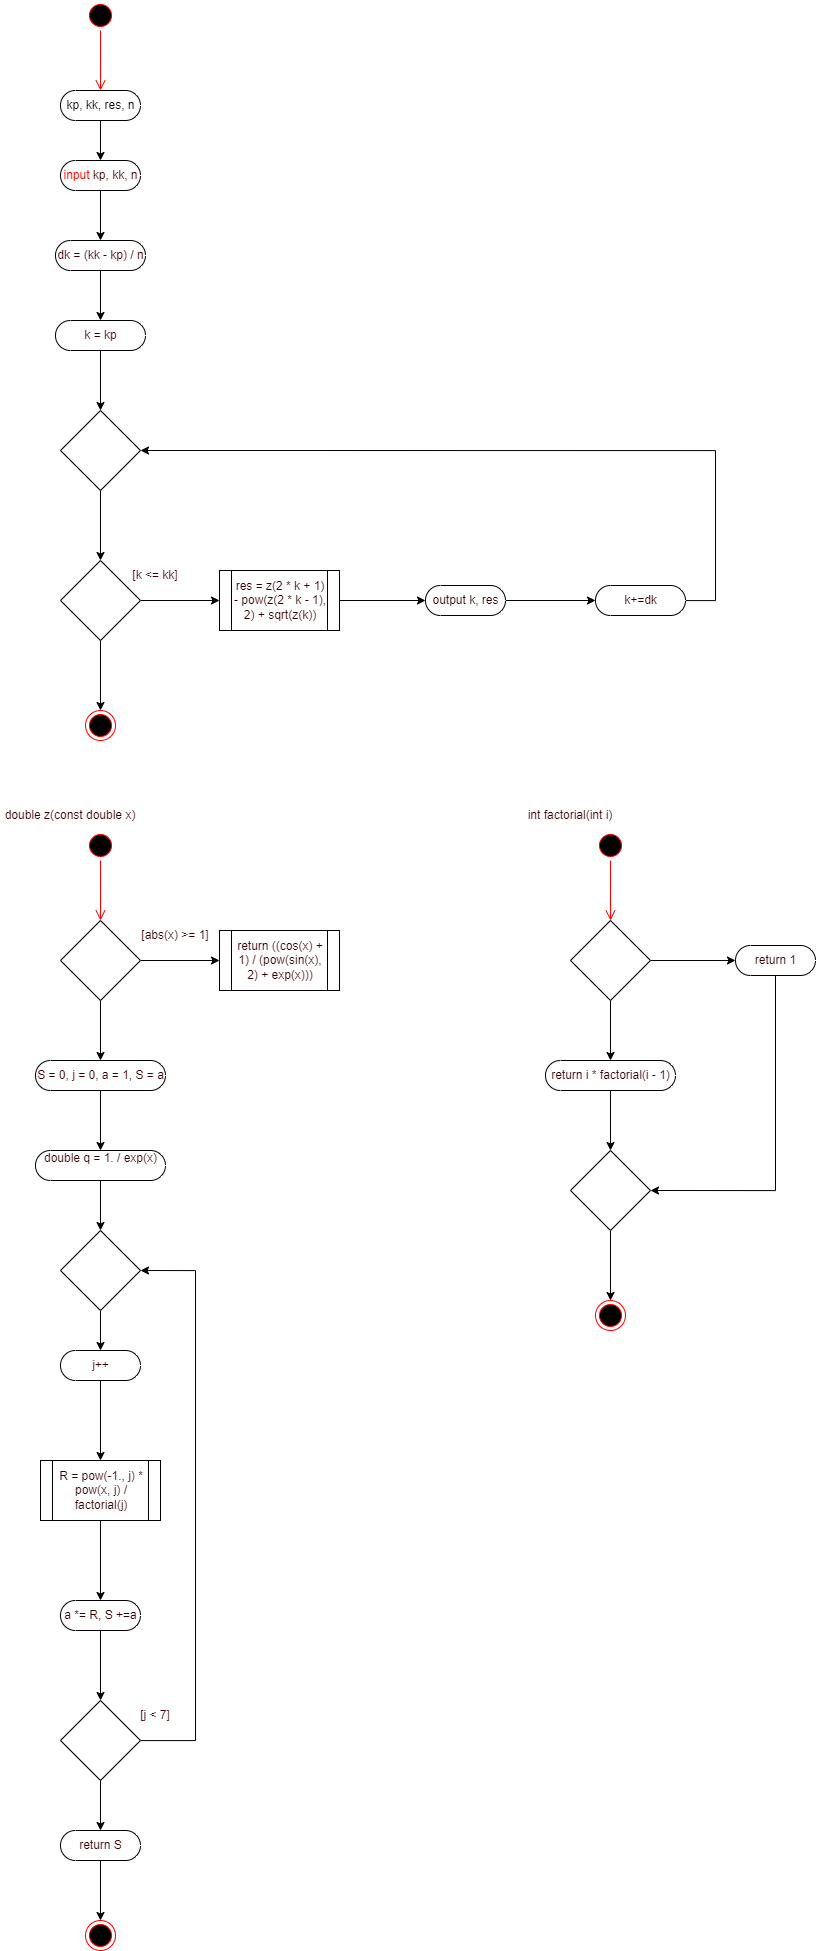 kp, kk, res, n
input kp, kk, n
dk = (kk - kp) / n
k = kp
[k <= kk]
res = z(2 * k + 1)
- pow(z(2 * k - 1),
2) + sqrt(z(k))
output k, res
k+=dk
double z(const double x)
[abs(x) >= 1]
return ((cos(x) +
1) / (pow(sin(x),
2) + exp(x)))
S = 0, j = 0, a = 1, S = a
double q = 1. / exp(x)
j++
R = pow(-1., j) *
pow(x, j) /
factorial(j)
a *= R, S +=a
[j < 7]
return S
int factorial(int i)
return 1
return i * factorial(i - 1)